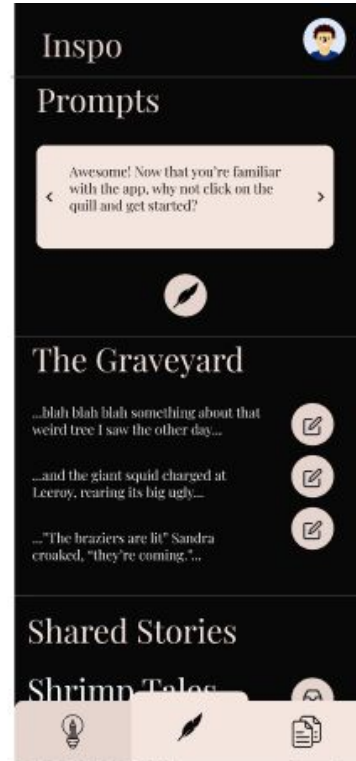 Inspo
Prompts
Awesome! Now that you're familiar
with the app, why not click on the
quill and get started?
The Graveyard
...blah blah blah something about that
weird tree I saw the other day...
...and the giant squid charged at
Leeroy, rearing its big ugly...
..."The braziers are lit" Sandra
croaked, "they're coming."...
Shared Stories
Shrimp Tales